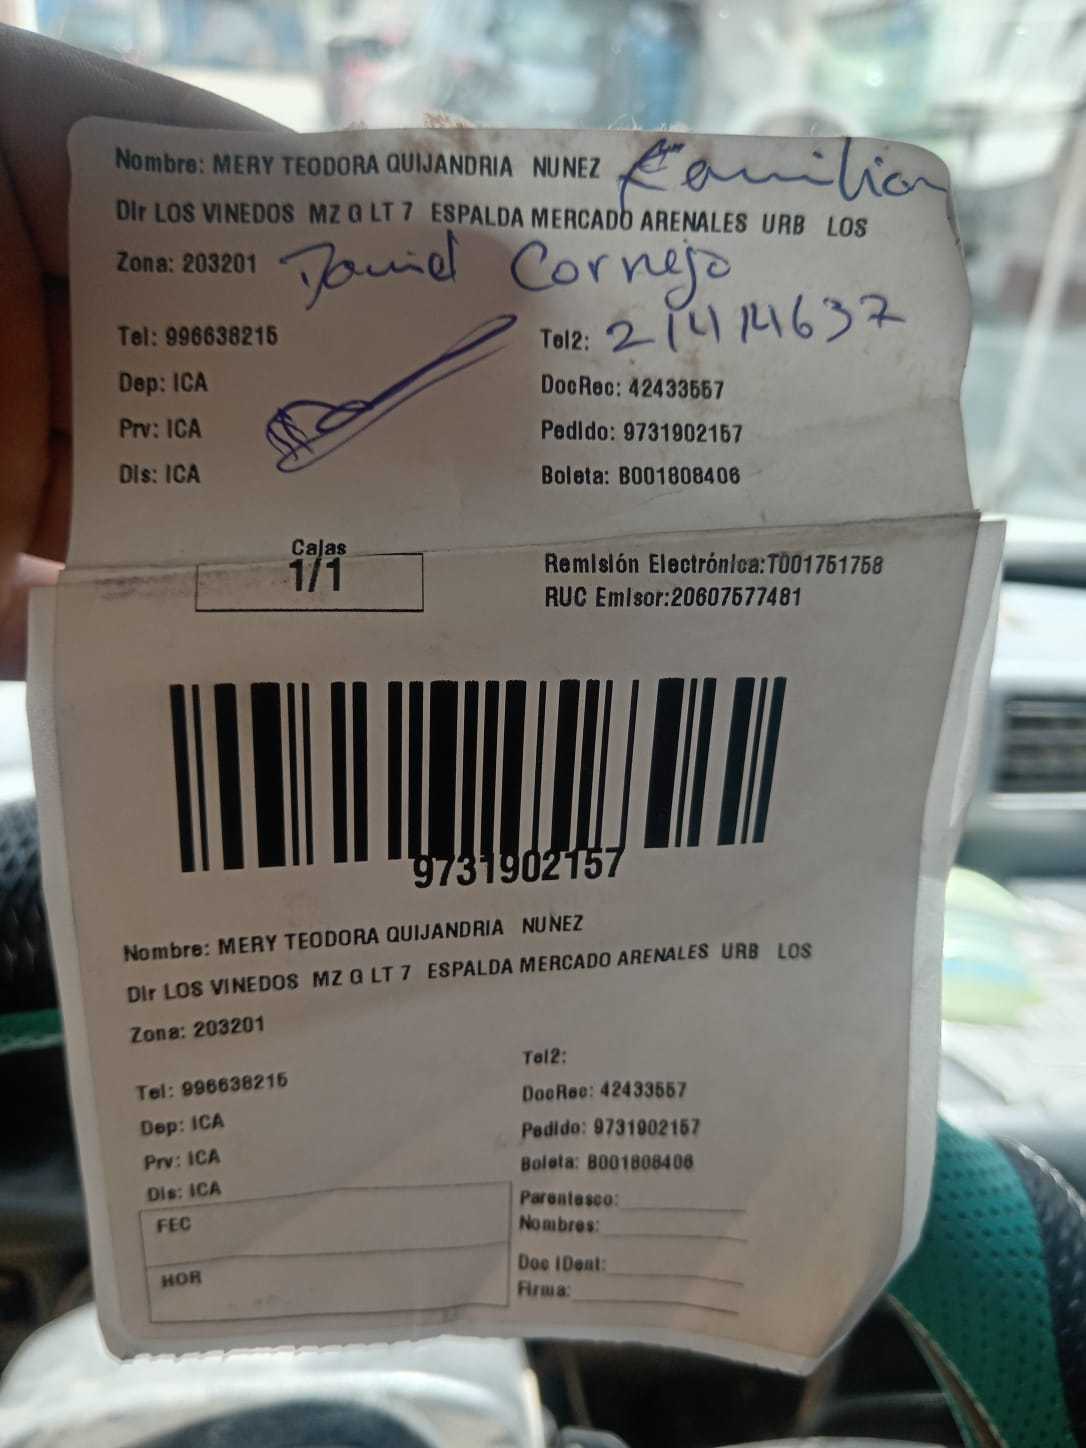 Nombre: MERY TEODORA QUIJANDRIA NUNEZ Familiar
Dir LOS VINEDOS MZ G LT 7 ESPALDA MERCADO ARENALES URB LOS
Zona: 203201 David Cornejo
Tel: 996638215 Tel2: 21414637
Dep: ICA DocRec: 42433557
Prv: ICA Pedido: 9731902157
Dis: ICA Boleta: B001808406
Cajas
1/1
Remisión Electrónica:T001751758
RUC Emisor:20607577481
9731902157
Nombre: MERY TEODORA QUIJANDRIA NUNEZ
Dir LOS VINEDOS MZ G LT 7 ESPALDA MERCADO ARENALES URB LOS
Zona: 203201
Tel2:
Tel: 996638215 DocRec: 42433557
Dep: ICA Pedido: 9731902157
Prv: ICA Boleta: B001808406
Dis: ICA Parentesco:
FEC Nombres:
HOR Doc IDent:
Firma: